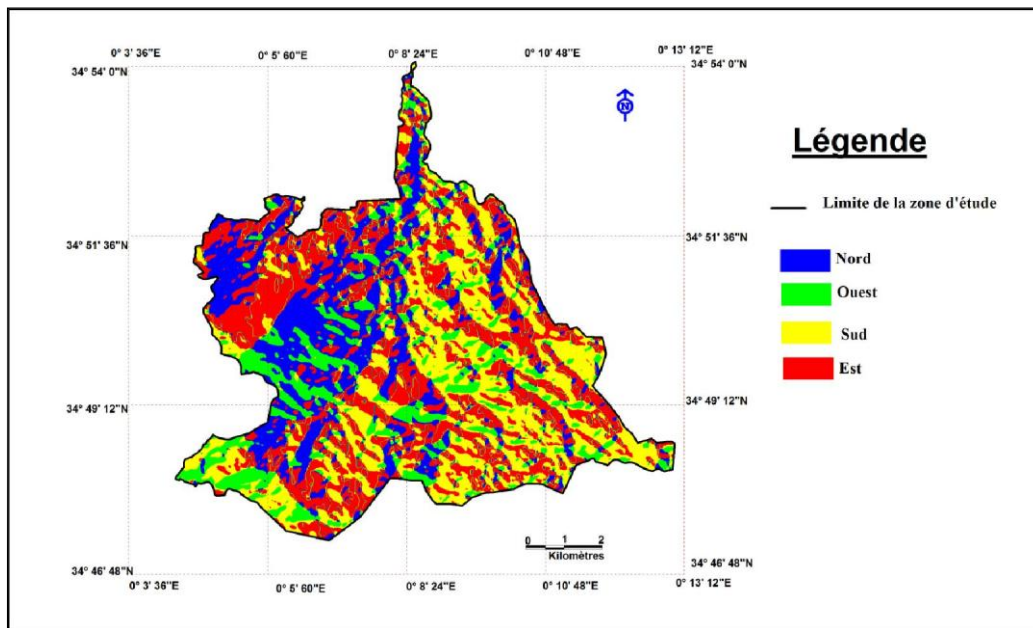 0° 3' 36"E
0° 5' 60"E
0° 8' 24"E
0° 10' 48"E
0° 13' 12"E
34° 54' 0"N
34° 54' 0"N
N
Légende
Limite de la zone d'étude
34° 51' 36"N
34° 51' 36"N
Nord
Ouest
Sud
Est
34° 49' 12"N
34° 49' 12"N
0 1 2
Kilomètres
34° 46' 48"N
34° 46' 48"N
0° 3' 36"E
0° 5' 60"E
0° 8' 24"E
0° 10' 48"E
0° 13' 12"E